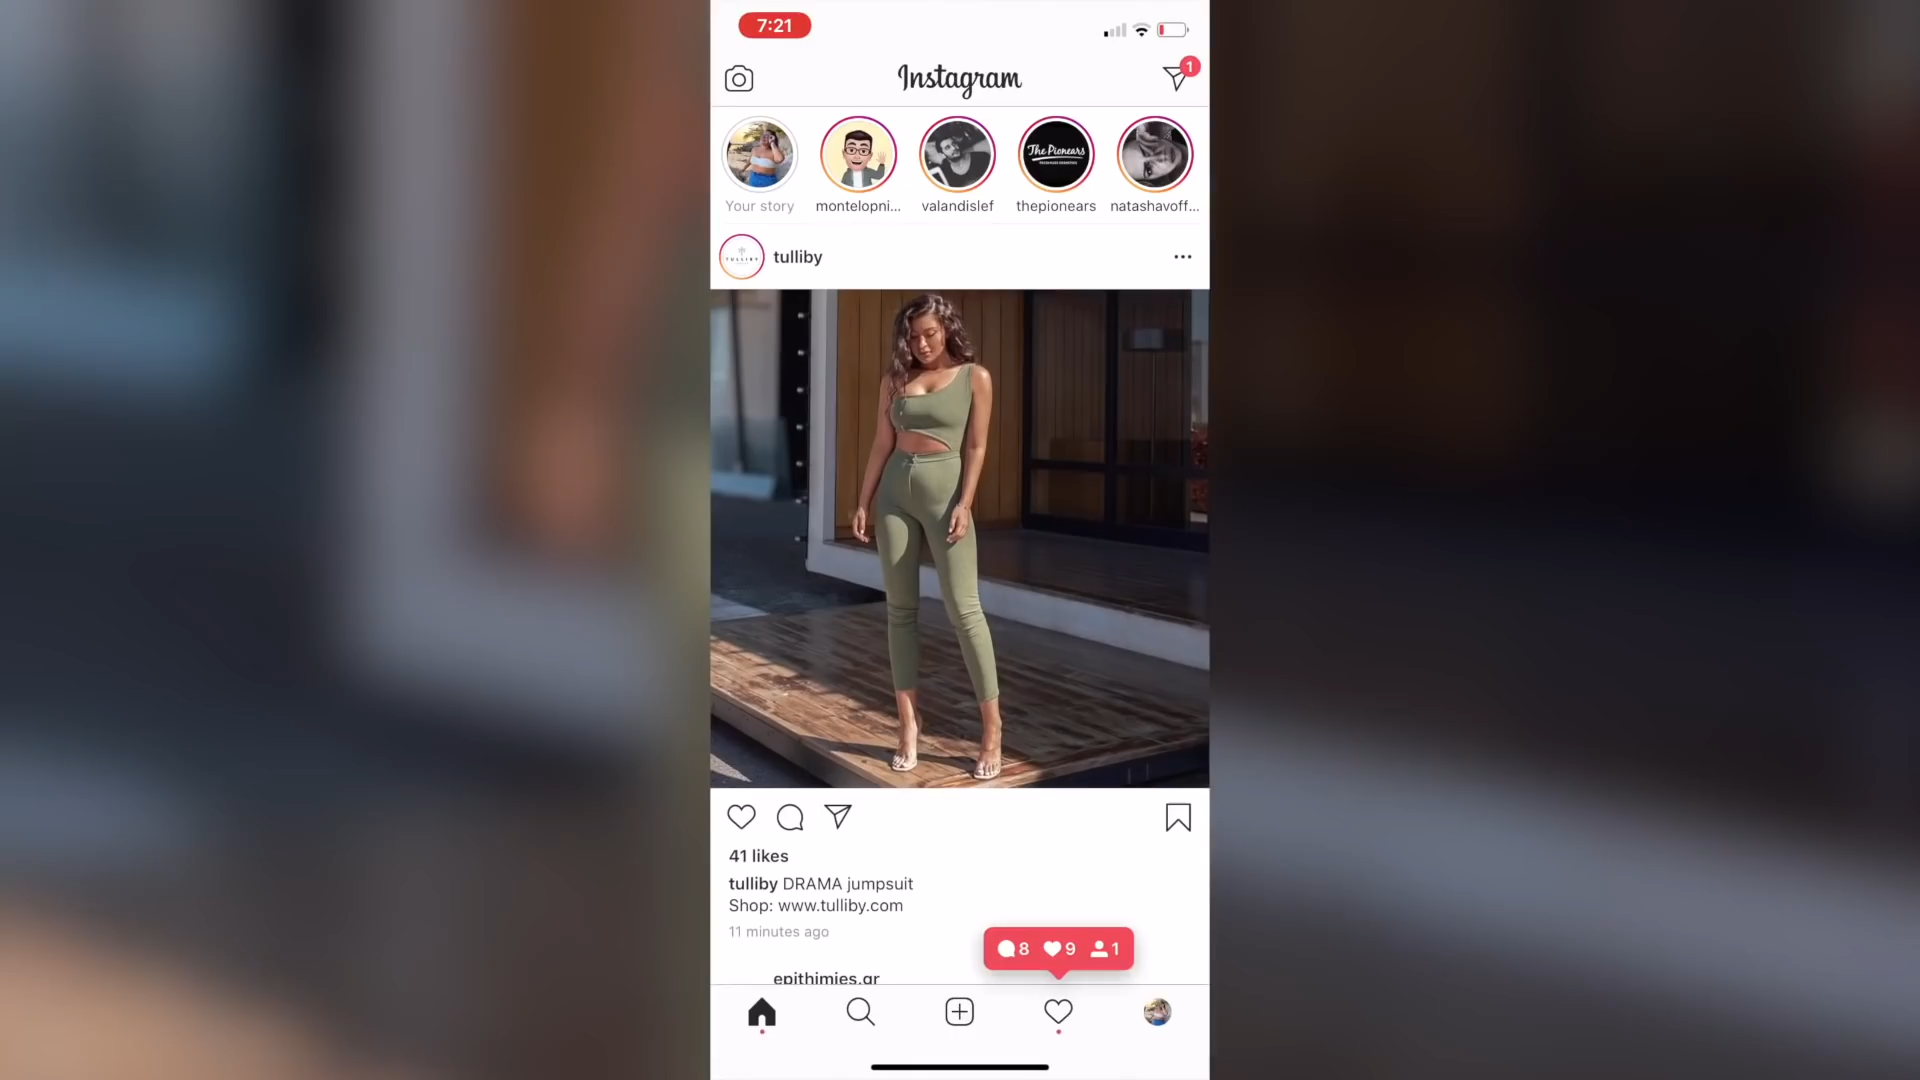 7:21
Instagram
1
The Pionears
Your story
montelopni...
valandislef
thepionears
natashavoff...
TULLIBY
tulliby
41 likes
tulliby DRAMA jumpsuit
Shop: www.tulliby.com
11 minutes ago
8 9 1
epithimies.gr